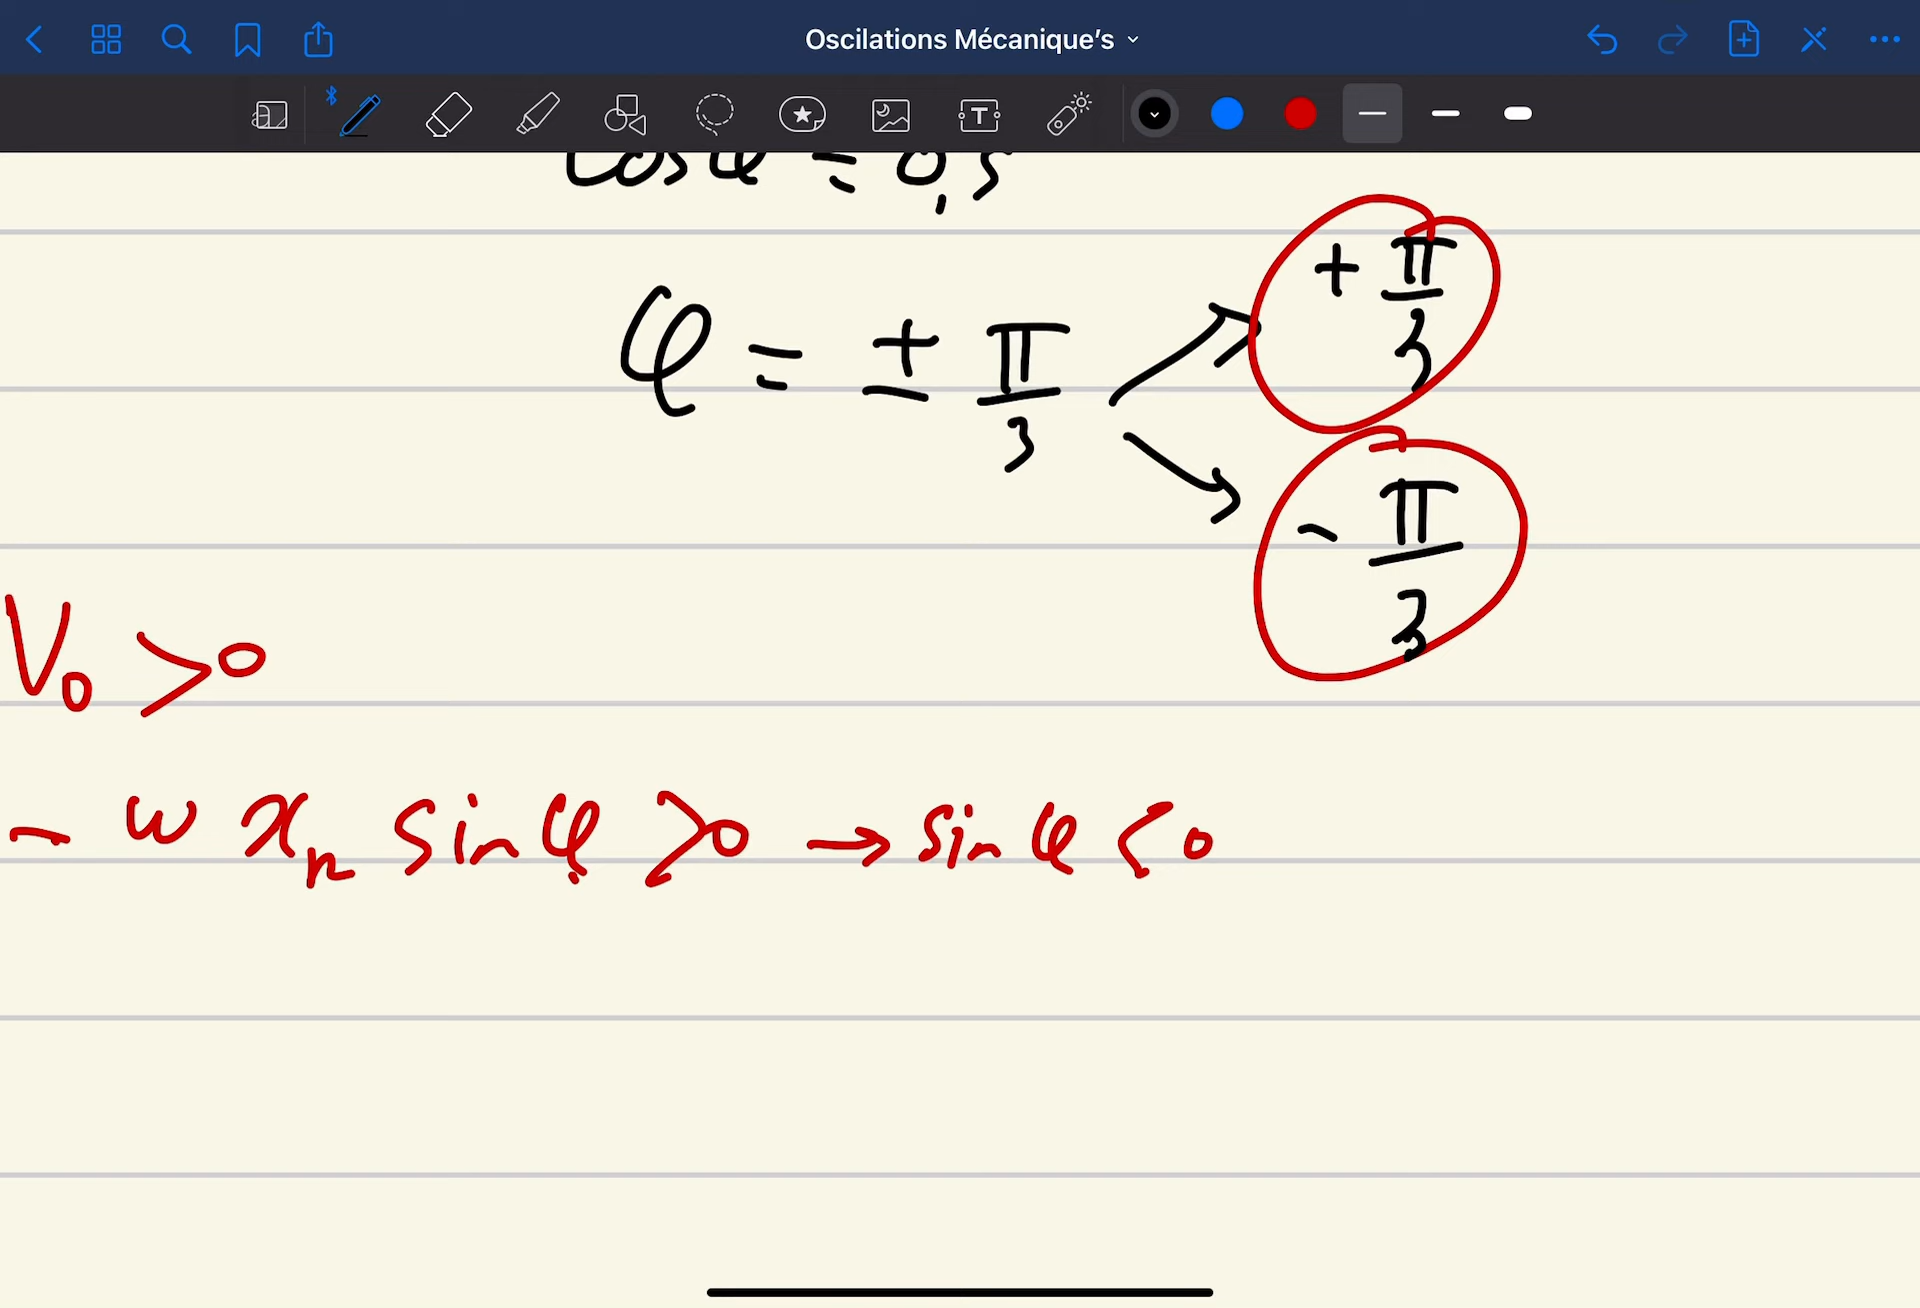 Oscilations Mécanique's
cos φ = 0,5
φ = ± π/3
+ π/3
- π/3
V₀ > 0
- ω xₘ sin φ > 0 → sin φ < 0